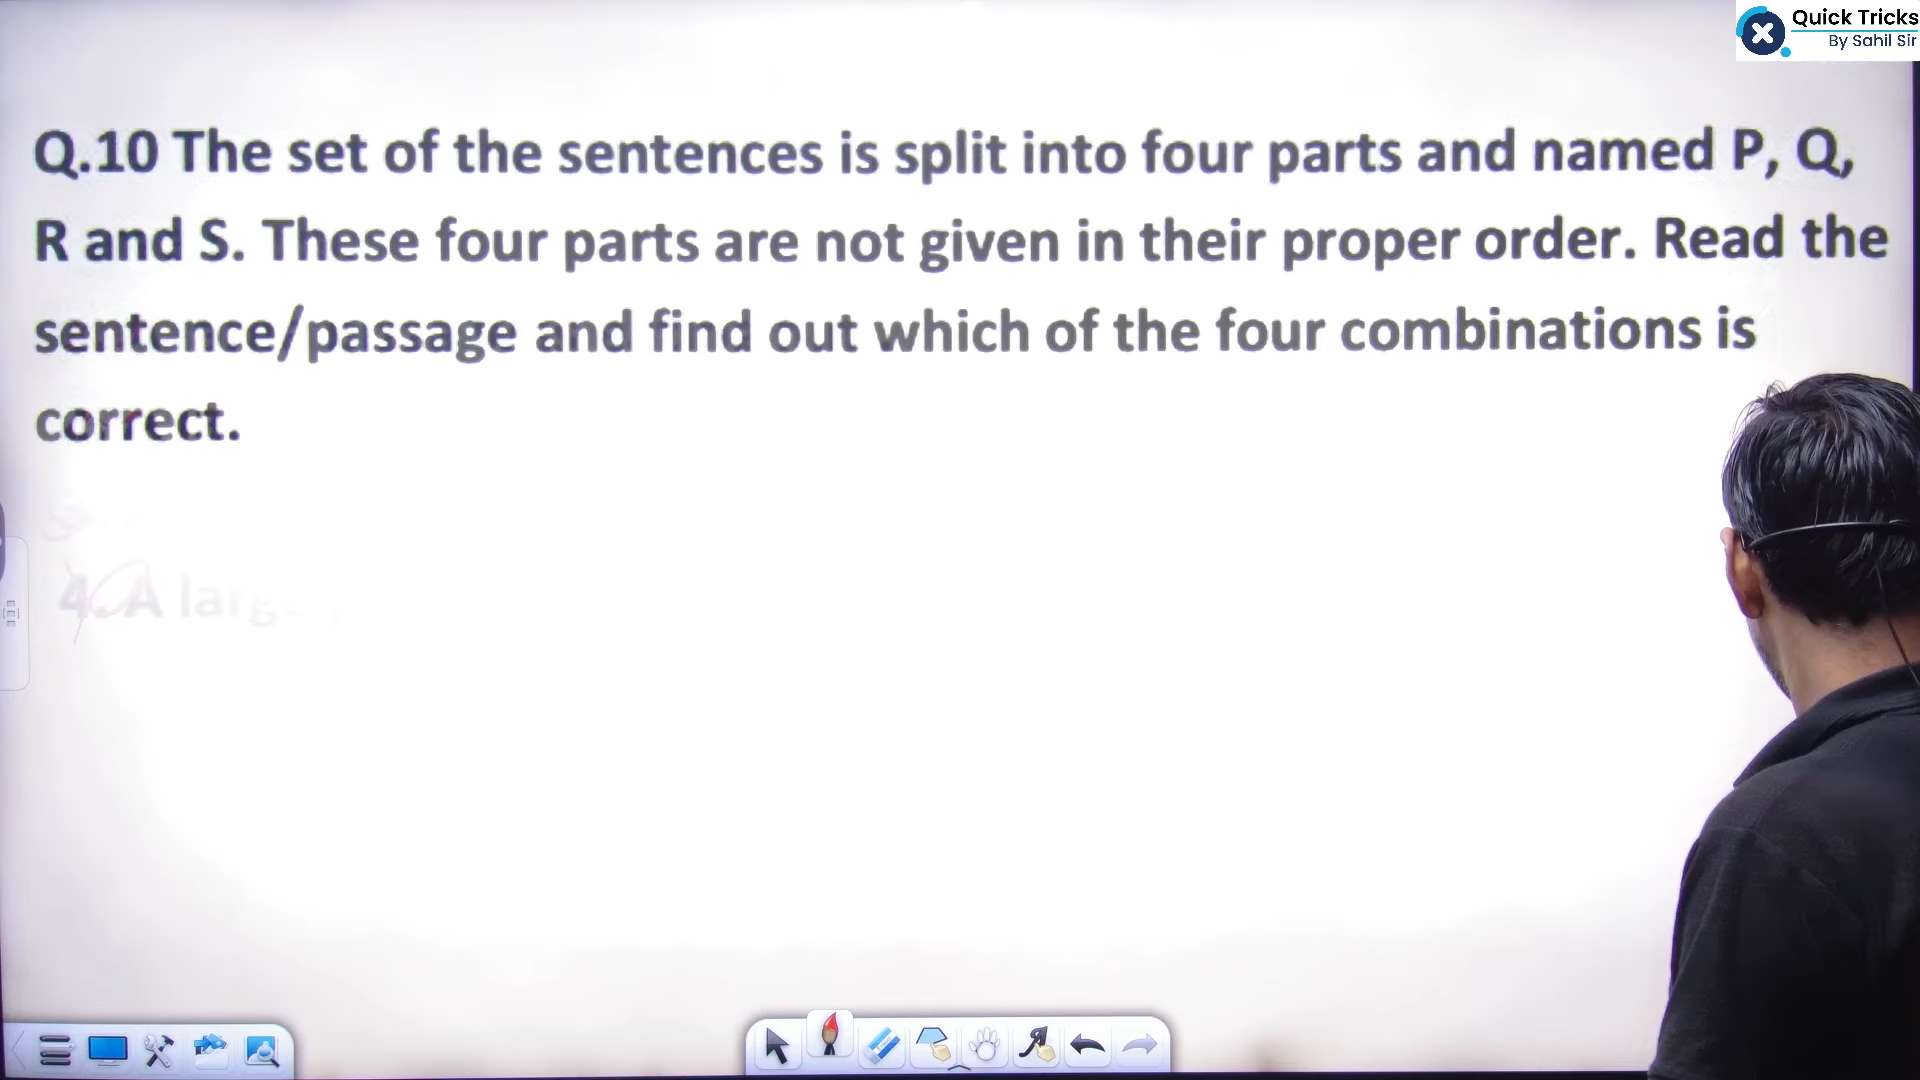 Quick Tricks
By Sahil Sir
Q.10 The set of the sentences is split into four parts and named P, Q,
R and S. These four parts are not given in their proper order. Read the
sentence/passage and find out which of the four combinations is
correct.
4. A large